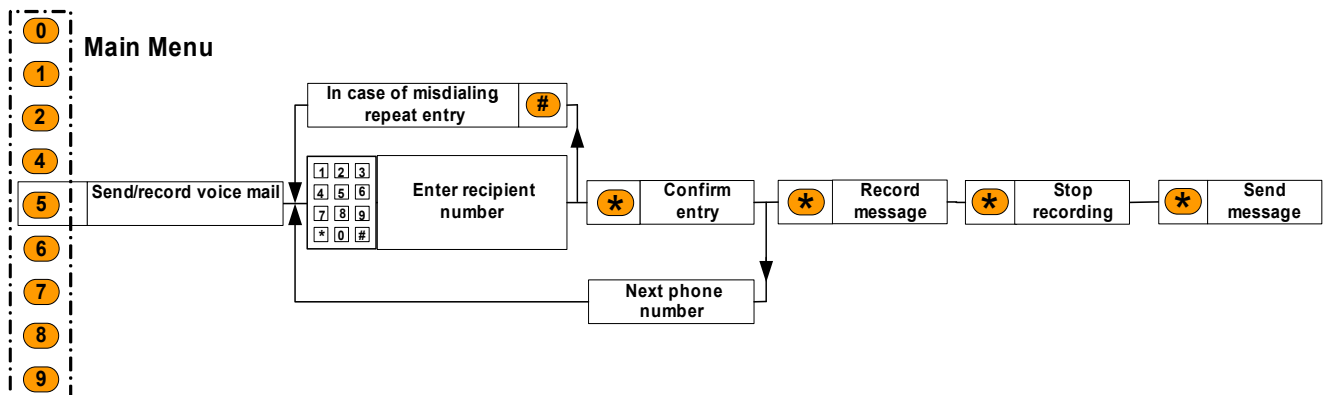 0
Main Menu
1
2
4
5 Send/record voice mail
6
7
8
9
In case of misdialing
repeat entry
#
1 2 3
4 5 6
7 8 9
* 0 #
Enter recipient
number
* Confirm
entry
* Record
message
* Stop
recording
* Send
message
Next phone
number